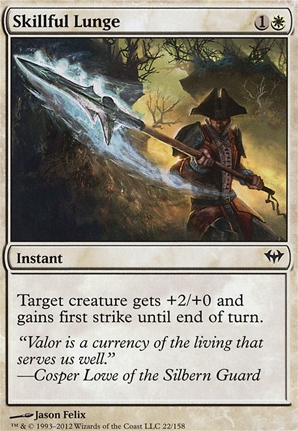 Skillful Lunge 1
Instant
Target creature gets +2/+0 and
gains first strike until end of turn.
“Valor is a currency of the living that
serves us well.”
—Cosper Lowe of the Silbern Guard
Jason Felix
™ & © 1993–2012 Wizards of the Coast LLC 22/158